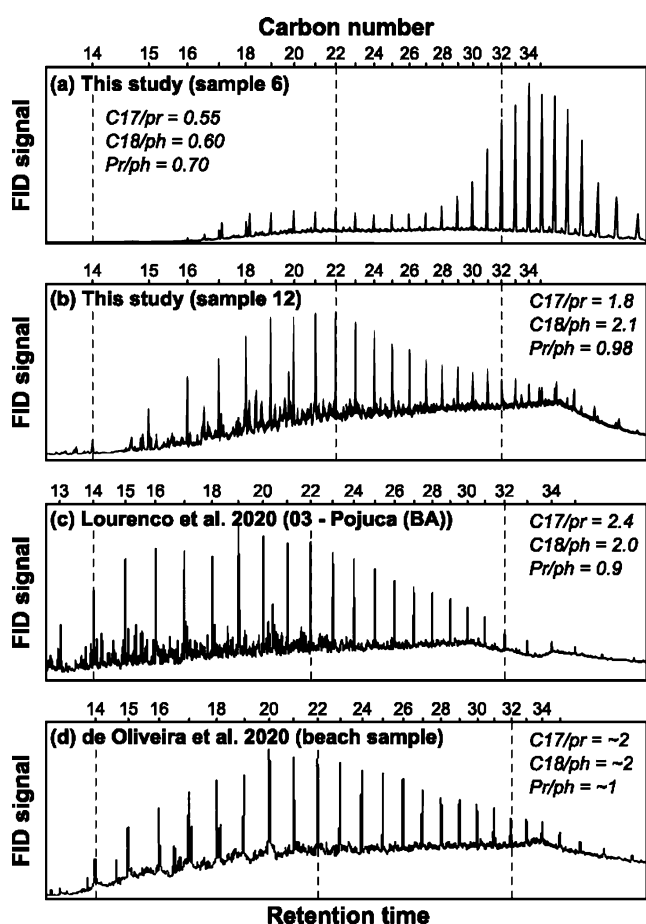 Carbon number
14 15 16 18 20 22 24 26 28 30 32 34
(a) This study (sample 6)
C17/pr = 0.55
C18/ph = 0.60
Pr/ph = 0.70
FID signal
14 15 16 18 20 22 24 26 28 30 32 34
(b) This study (sample 12)
C17/pr = 1.8
C18/ph = 2.1
Pr/ph = 0.98
FID signal
13 14 15 16 18 20 22 24 26 28 30 32 34
(c) Lourenco et al. 2020 (03 - Pojuca (BA))
C17/pr = 2.4
C18/ph = 2.0
Pr/ph = 0.9
FID signal
14 15 16 18 20 22 24 26 28 30 32 34
(d) de Oliveira et al. 2020 (beach sample)
C17/pr = ~2
C18/ph = ~2
Pr/ph = ~1
FID signal
Retention time